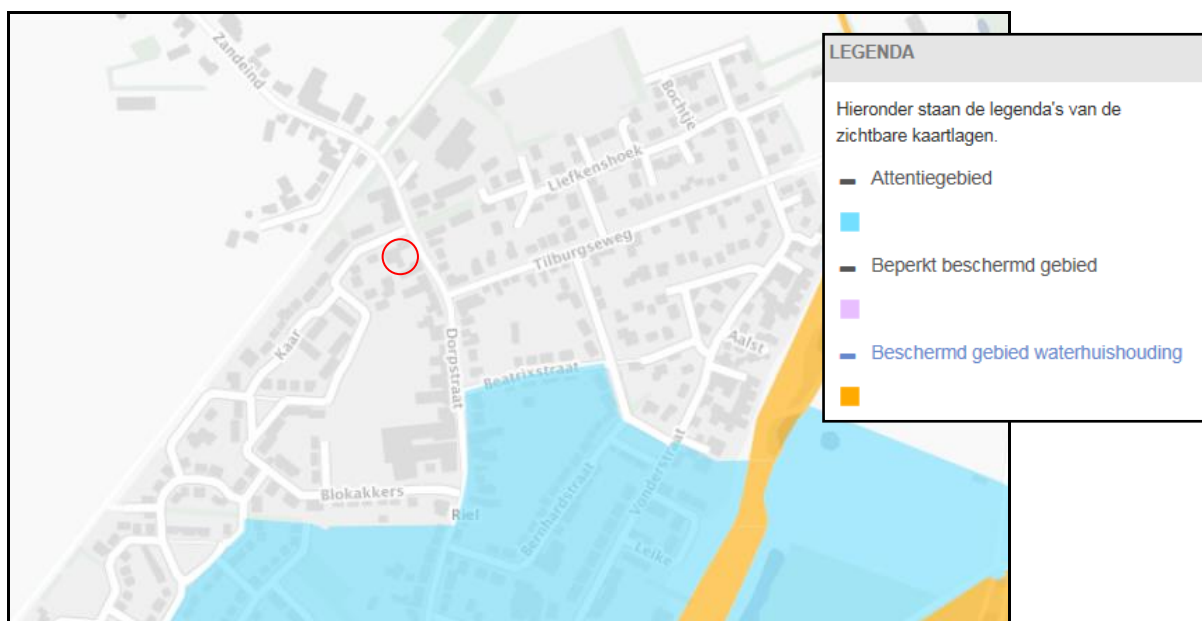 Zandeind
Bochtje
Liefkenshoek
Tilburgseweg
Kaar
Dorpstraat
Aalst
Beatrixstraat
Blokakkers
Riel
Bernhardstraat
Vonderstraat
Leike
LEGENDA
Hieronder staan de legenda's van de
zichtbare kaartlagen.
Attentiegebied
Beperkt beschermd gebied
Beschermd gebied waterhuishouding